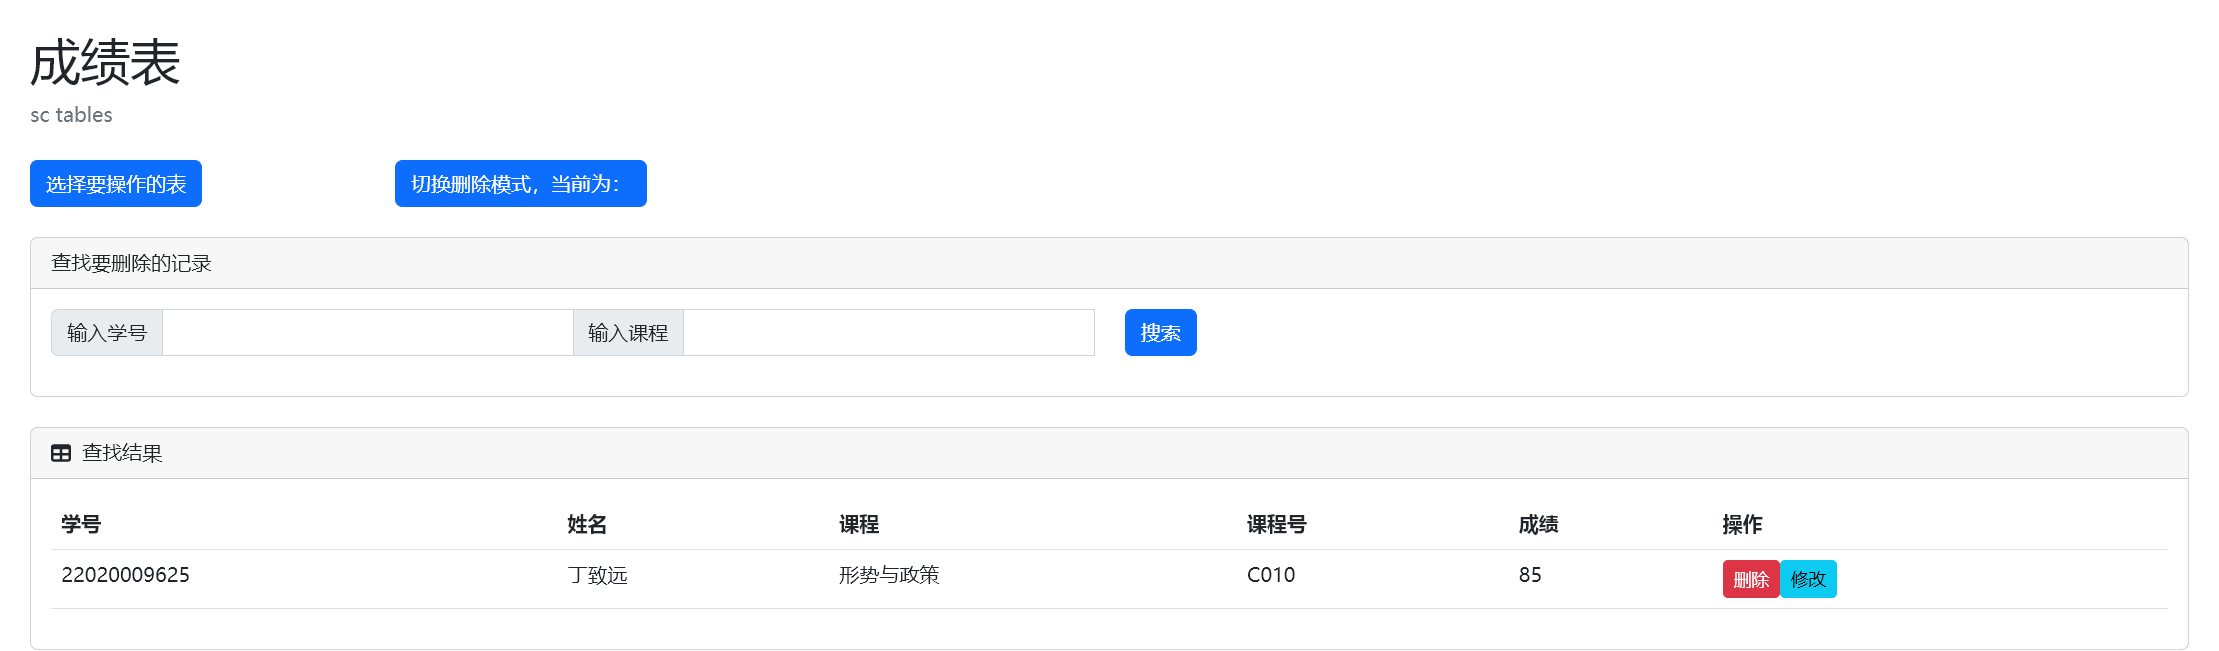 成绩表
sc tables
选择要操作的表 切换删除模式，当前为：
查找要删除的记录
输入学号 输入课程 搜索
查找结果
学号 姓名 课程 课程号 成绩 操作
22020009625 丁致远 形势与政策 C010 85 删除 修改